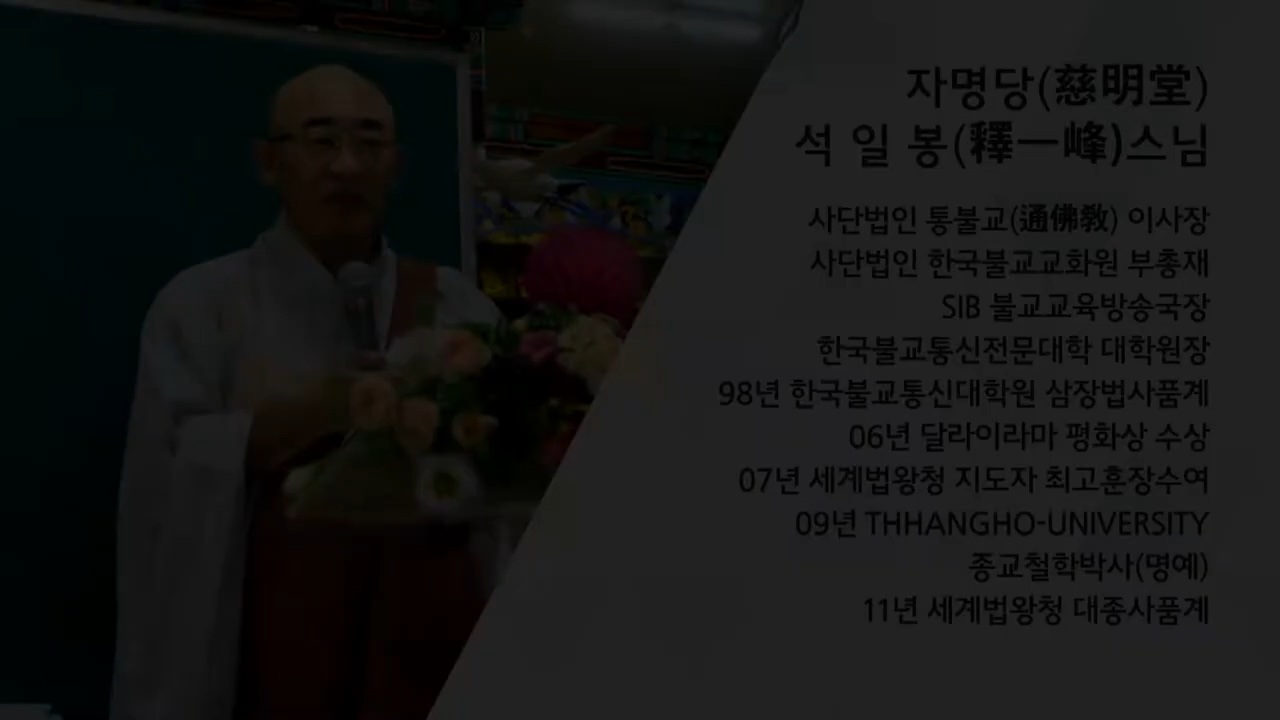 자명당(慈明堂)
석 일 봉(釋一峰)스님
사단법인 통불교(通佛敎) 이사장
사단법인 한국불교교화원 부총재
SIB 불교교육방송국장
한국불교통신전문대학 대학원장
98년 한국불교통신대학원 삼장법사품계
06년 달라이라마 평화상 수상
07년 세계법왕청 지도자 최고훈장수여
09년 THHANGHO-UNIVERSITY
종교철학박사(명예)
11년 세계법왕청 대종사품계